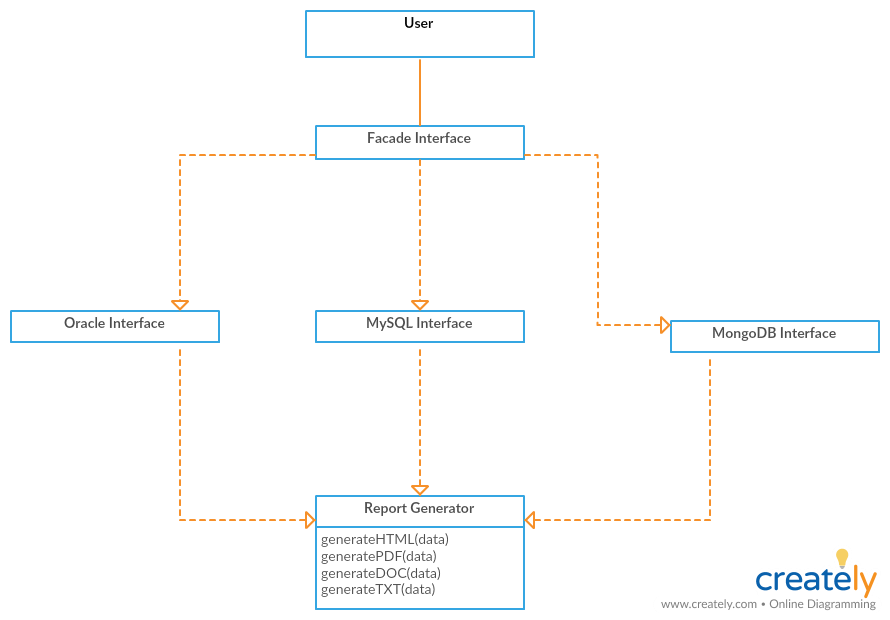 User
Facade Interface
Oracle Interface
MySQL Interface
MongoDB Interface
Report Generator
generateHTML(data)
generatePDF(data)
generateDOC(data)
generateTXT(data)
creately
www.creately.com • Online Diagramming